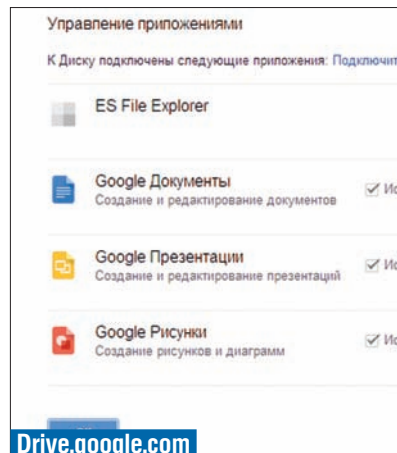 Управление приложениями
К Диску подключены следующие приложения:
ES File Explorer
Google Документы
Создание и редактирование документов
Google Презентации
Создание и редактирование презентаций
Google Рисунки
Создание рисунков и диаграмм
Drive.google.com